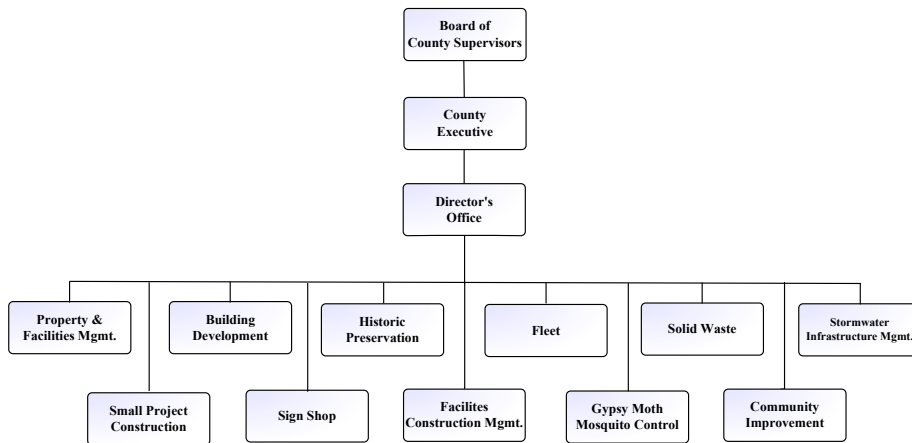 Board of
County Supervisors
County
Executive
Director's
Office
Property &
Facilities Mgmt.
Building
Development
Historic
Preservation
Fleet
Solid Waste
Stormwater
Infrastructure Mgmt.
Small Project
Construction
Sign Shop
Facilites
Construction Mgmt.
Gypsy Moth
Mosquito Control
Community
Improvement